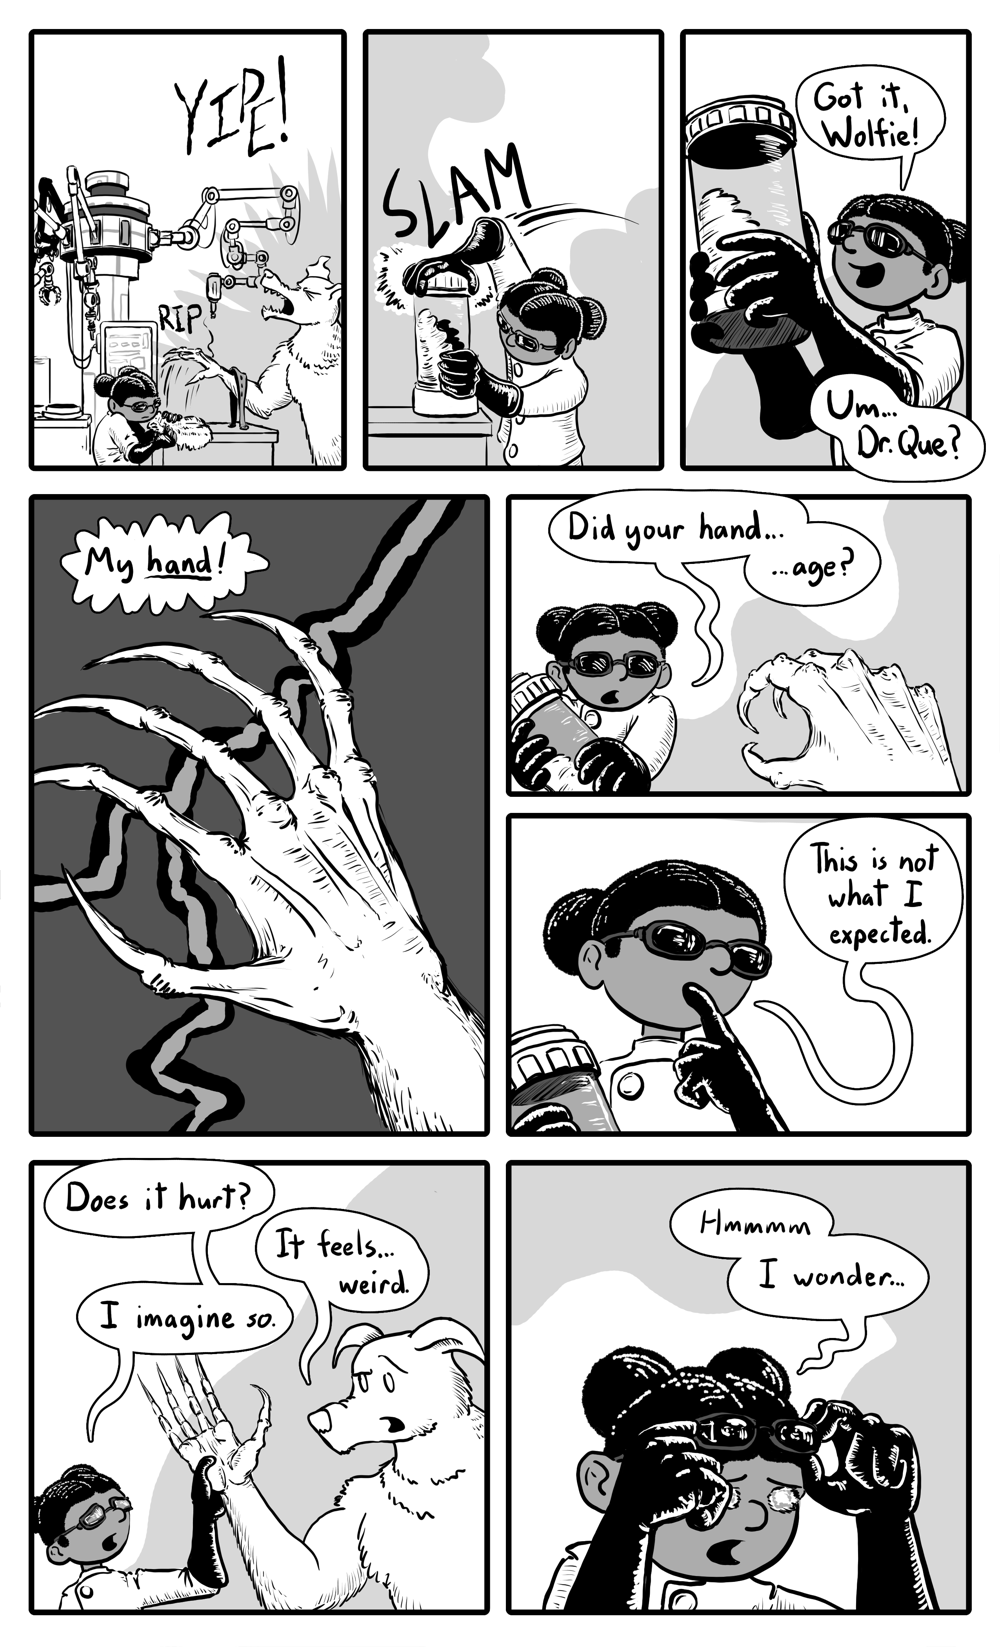 YIPE!
RIP
SLAM
Got it,
Wolfie!
Um...
Dr. Que?
My hand!
Did your hand...
...age?
This is not
what I
expected.
Does it hurt?
It feels...
weird.
I imagine so.
Hmmmm
I wonder...